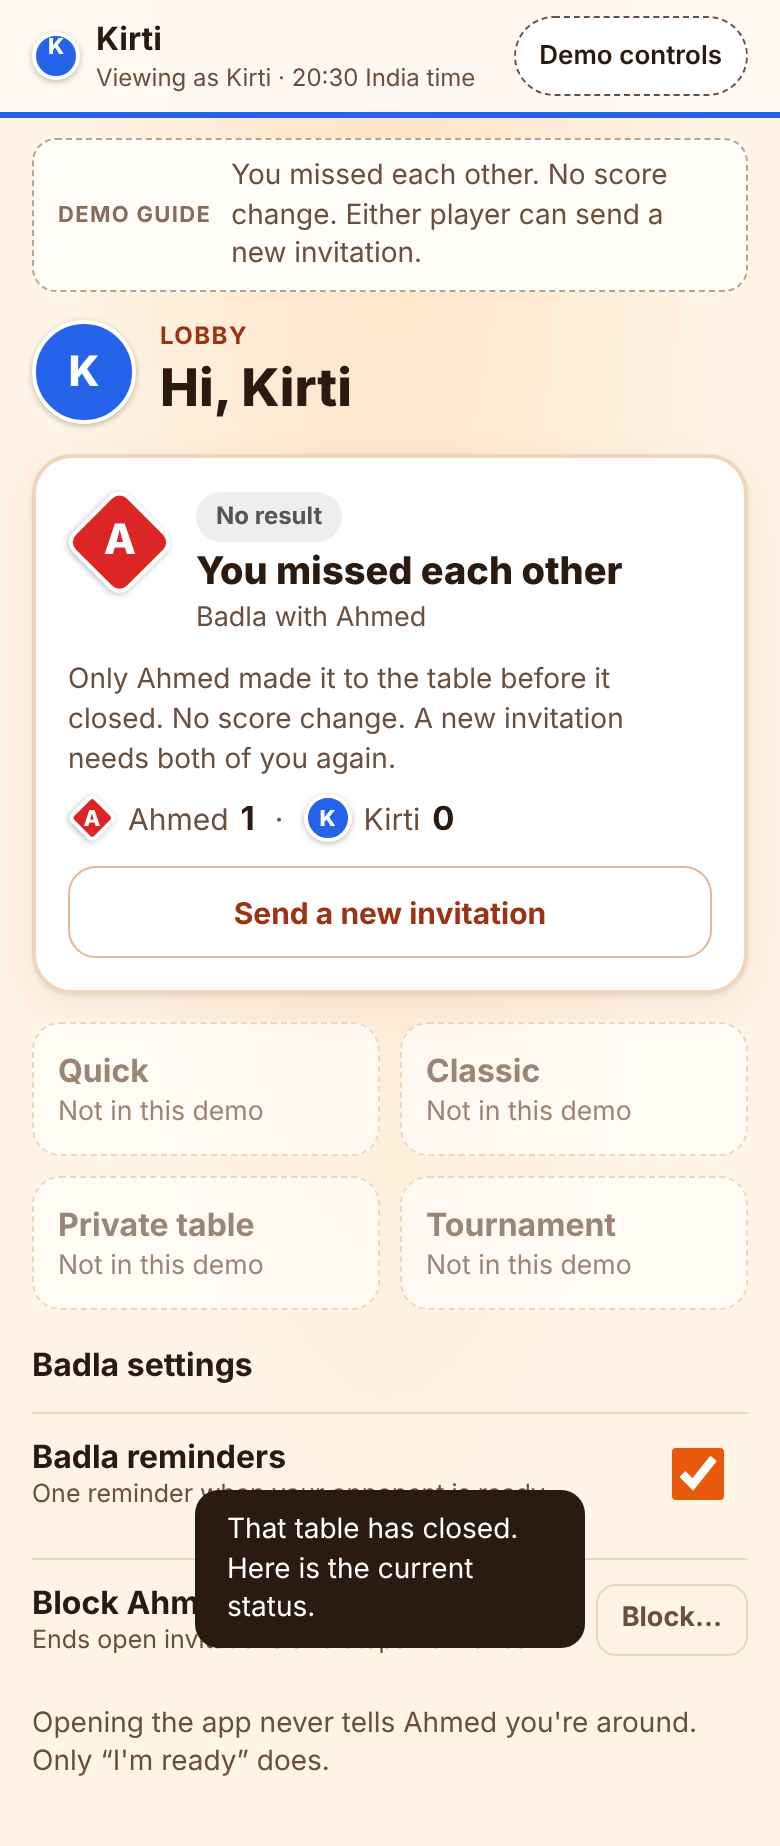 K
Kirti
Viewing as Kirti · 20:30 India time
Demo controls
DEMO GUIDE
You missed each other. No score
change. Either player can send a
new invitation.
K
LOBBY
Hi, Kirti
A
No result
You missed each other
Badla with Ahmed
Only Ahmed made it to the table before it
closed. No score change. A new invitation
needs both of you again.
A Ahmed 1 · K Kirti 0
Send a new invitation
Quick
Not in this demo
Classic
Not in this demo
Private table
Not in this demo
Tournament
Not in this demo
Badla settings
Badla reminders
One reminder when your opponent is ready
That table has closed.
Here is the current
status.
Block Ahm
Ends open
Block...
Opening the app never tells Ahmed you're around.
Only “I'm ready” does.